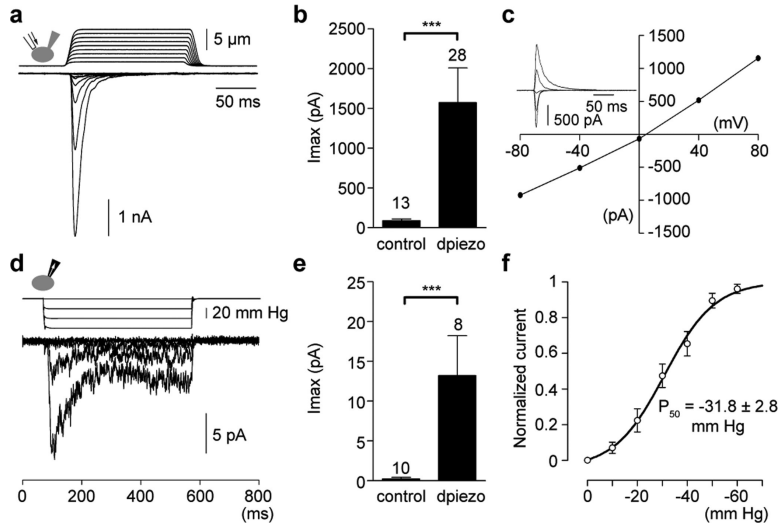 a
5 µm
50 ms
1 nA
b
***
28
13
2500
2000
1500
1000
500
0
Imax (pA)
control dpiezo
c
50 ms
500 pA
1500
1000
500
(mV)
-80 -40 0 40 80
-500
-1000
-1500
(pA)
d
20 mm Hg
5 pA
0 200 400 600 800
(ms)
e
***
8
10
25
20
15
10
5
0
Imax (pA)
control dpiezo
f
1
0.8
0.6
0.4
0.2
0
Normalized current
P50 = -31.8 ± 2.8
mm Hg
0 -20 -40 -60
(mm Hg)